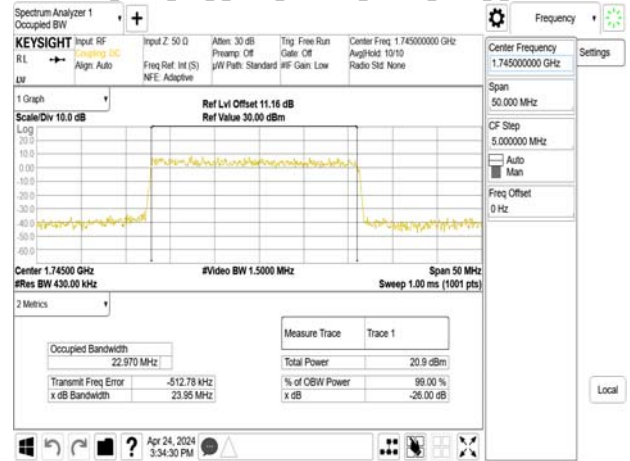 Spectrum Analyzer 1
Occupied BW
Frequency
KEYSIGHT
Input: RF
Coupling: DC
Align: Auto
Input Z: 50 Ω
Freq Ref: Int (S)
NFE: Adaptive
Atten: 30 dB
Preamp: Off
µW Path: Standard
Trig: Free Run
Gate: Off
#IF Gain: Low
Center Freq: 1.745000000 GHz
Avg|Hold: 10/10
Radio Std: None
RL
Center Frequency
1.745000000 GHz
Settings
Span
50.000 MHz
CF Step
5.000000 MHz
Auto
Man
Freq Offset
0 Hz
Local
1 Graph
Scale/Div 10.0 dB
Ref Lvl Offset 11.16 dB
Ref Value 30.00 dBm
Log
20.0
10.0
0.00
-10.0
-20.0
-30.0
-40.0
-50.0
-60.0
Center 1.74500 GHz
#Video BW 1.5000 MHz
Span 50 MHz
#Res BW 430.00 kHz
Sweep 1.00 ms (1001 pts)
2 Metrics
Measure Trace Trace 1
Occupied Bandwidth
22.970 MHz
Total Power 20.9 dBm
Transmit Freq Error -512.78 kHz
% of OBW Power 99.00 %
x dB Bandwidth 23.95 MHz
x dB -26.00 dB
Apr 24, 2024
3:34:30 PM